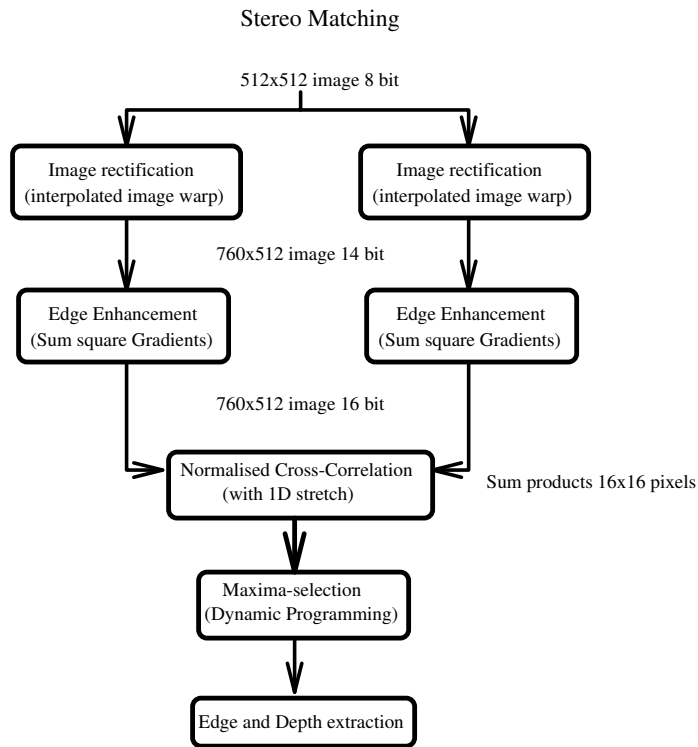 Stereo Matching
512x512 image 8 bit
Image rectification
(interpolated image warp)
Image rectification
(interpolated image warp)
760x512 image 14 bit
Edge Enhancement
(Sum square Gradients)
Edge Enhancement
(Sum square Gradients)
760x512 image 16 bit
Normalised Cross-Correlation
(with 1D stretch)
Sum products 16x16 pixels
Maxima-selection
(Dynamic Programming)
Edge and Depth extraction